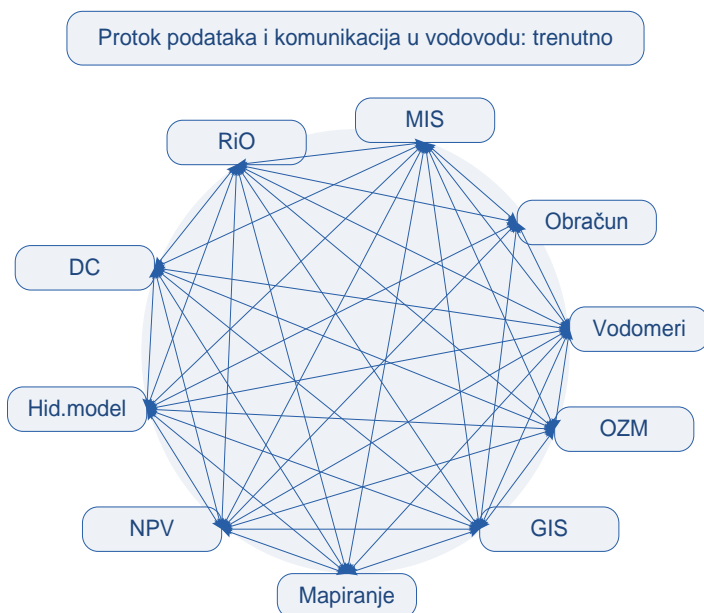 Protok podataka i komunikacija u vodovodu: trenutno
MIS
RiO
Obračun
DC
Vodomeri
Hid.model
OZM
NPV
GIS
Mapiranje